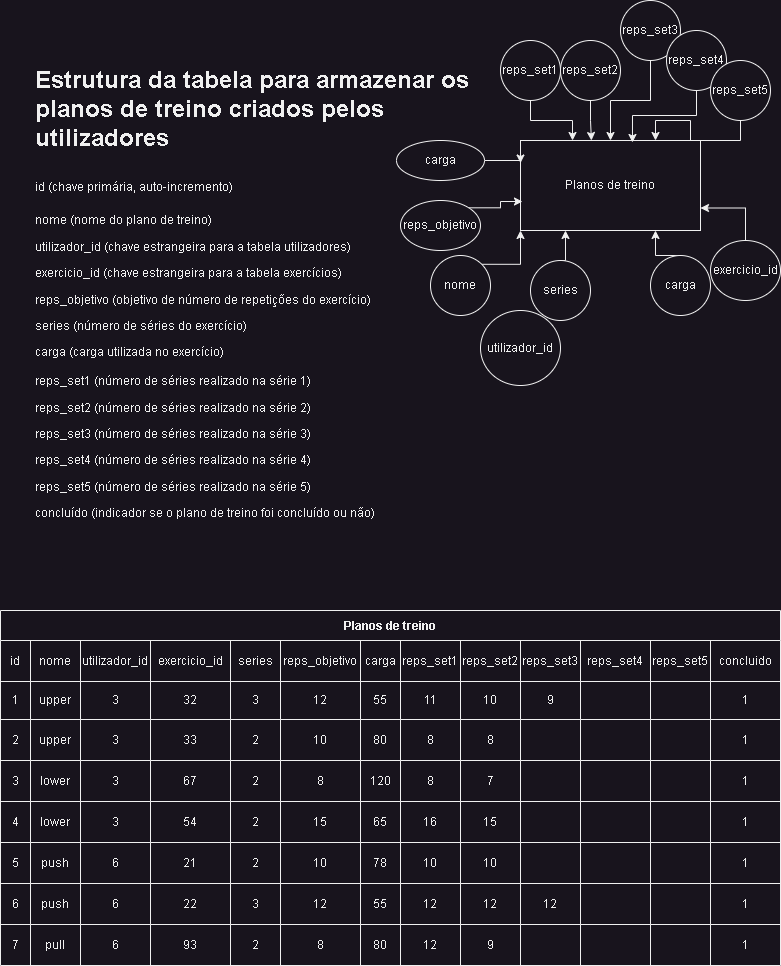 Estrutura da tabela para armazenar os
planos de treino criados pelos
utilizadores
id (chave primária, auto-incremento)
nome (nome do plano de treino)
utilizador_id (chave estrangeira para a tabela utilizadores)
exercicio_id (chave estrangeira para a tabela exercícios)
reps_objetivo (objetivo de número de repetições do exercício)
series (número de séries do exercício)
carga (carga utilizada no exercício)
reps_set1 (número de séries realizado na série 1)
reps_set2 (número de séries realizado na série 2)
reps_set3 (número de séries realizado na série 3)
reps_set4 (número de séries realizado na série 4)
reps_set5 (número de séries realizado na série 5)
concluído (indicador se o plano de treino foi concluído ou não)
reps_set1
reps_set2
reps_set3
reps_set4
reps_set5
carga
Planos de treino
reps_objetivo
nome
series
carga
exercicio_id
utilizador_id
Planos de treino
id nome utilizador_id exercicio_id series reps_objetivo carga reps_set1 reps_set2 reps_set3 reps_set4 reps_set5 concluido
1 upper 3 32 3 12 55 11 10 9 1
2 upper 3 33 2 10 80 8 8 1
3 lower 3 67 2 8 120 8 7 1
4 lower 3 54 2 15 65 16 15 1
5 push 6 21 2 10 78 10 10 1
6 push 6 22 3 12 55 12 12 12 1
7 pull 6 93 2 8 80 12 9 1